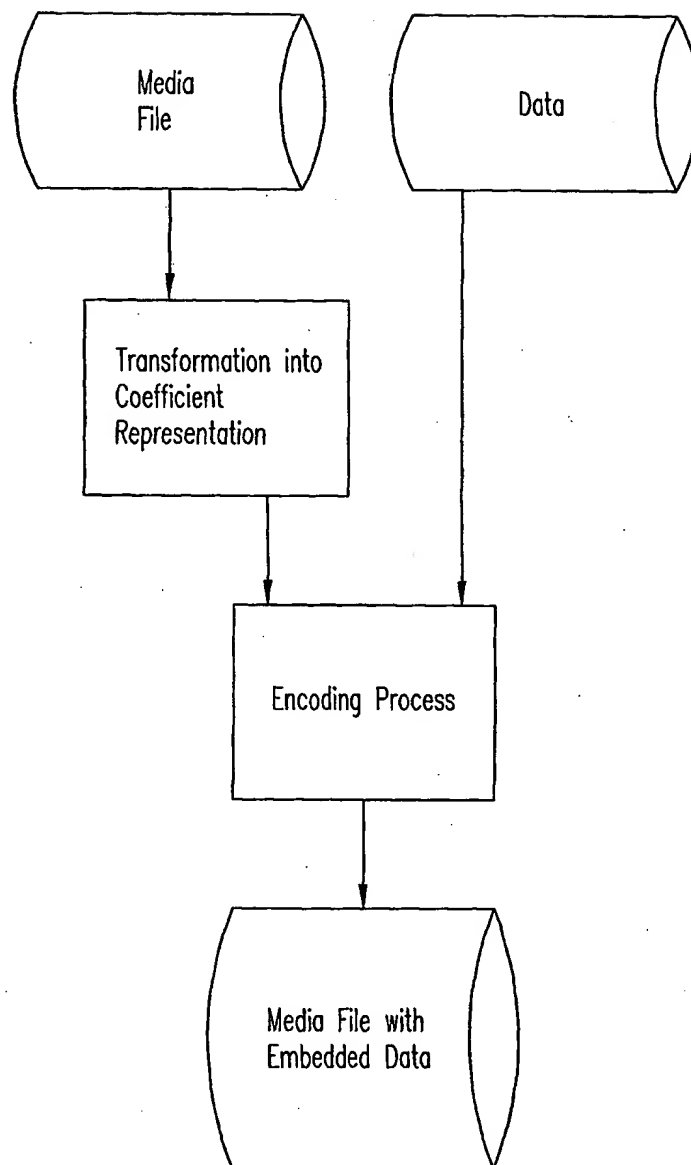 Media
File
Data
Transformation into
Coefficient
Representation
Encoding Process
Media File with
Embedded Data